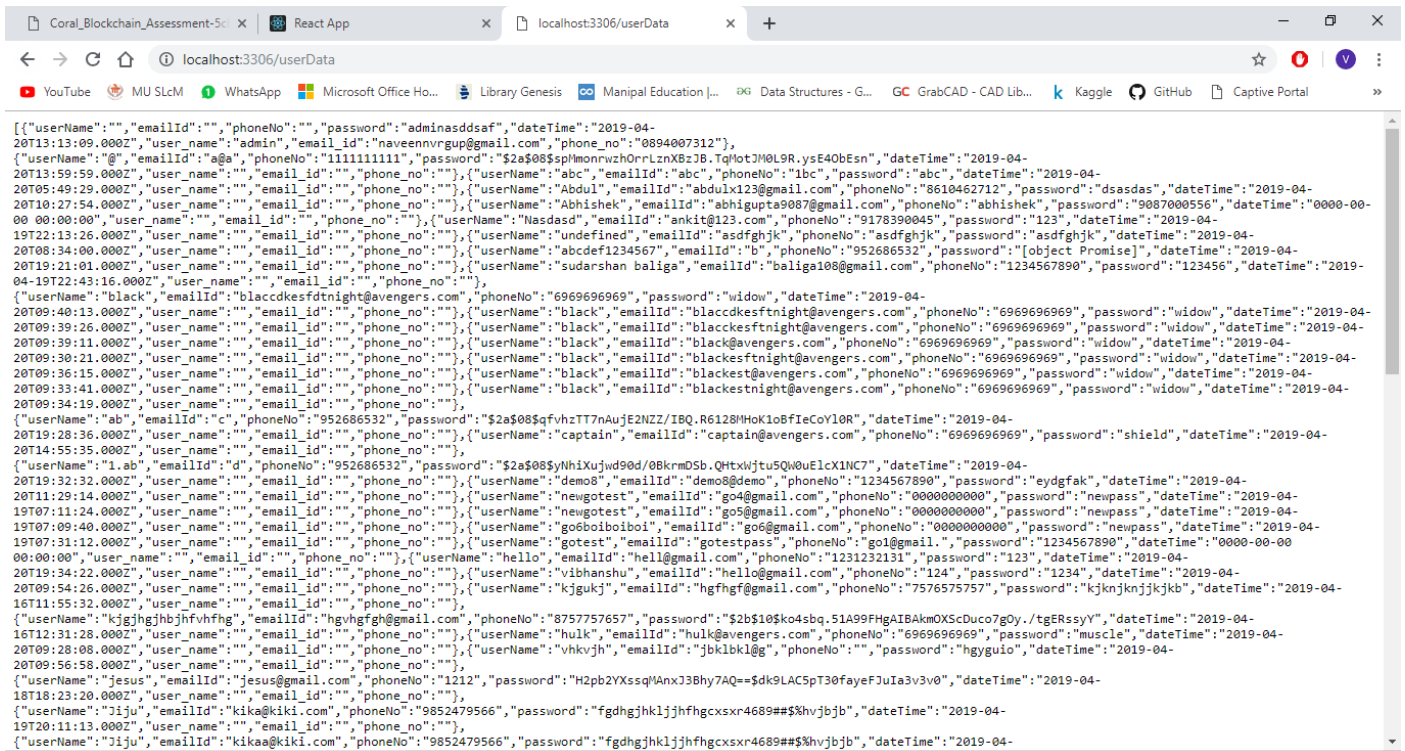 Coral_Blockchain_Assessment-5c
React App
localhost:3306/userData
localhost:3306/userData
YouTube MU SLcM WhatsApp Microsoft Office Ho... Library Genesis Manipal Education |... Data Structures - G... GrabCAD - CAD Lib... Kaggle GitHub Captive Portal »
[{"userName":"","emailId":"","phoneNo":"","password":"adminasddsaf","dateTime":"2019-04-
20T13:13:09.000Z","user_name":"admin","email_id":"naveennvrgup@gmail.com","phone_no":"0894007312"},
{"userName":"@","emailId":"a@a","phoneNo":"1111111111","password":"$2a$08$spMmonrwzhOrrLznXBzJB.TqMotJM0L9R.ysE4ObEsn","dateTime":"2019-04-
20T13:59:59.000Z","user_name":"","email_id":"","phone_no":""},{"userName":"abc","emailId":"abc","phoneNo":"1bc","password":"abc","dateTime":"2019-04-
20T05:49:29.000Z","user_name":"","email_id":"","phone_no":""},{"userName":"Abdul","emailId":"abdulx123@gmail.com","phoneNo":"8610462712","password":"dsasdas","dateTime":"2019-04-
20T10:27:54.000Z","user_name":"","email_id":"","phone_no":""},{"userName":"Abhishek","emailId":"abhigupta9087@gmail.com","phoneNo":"abhishek","password":"9087000556","dateTime":"0000-00-
00 00:00:00","user_name":"","email_id":"","phone_no":""},{"userName":"Nasdasd","emailId":"ankit@123.com","phoneNo":"9178390045","password":"123","dateTime":"2019-04-
19T22:13:26.000Z","user_name":"","email_id":"","phone_no":""},{"userName":"undefined","emailId":"asdfghjk","phoneNo":"asdfghjk","password":"asdfghjk","dateTime":"2019-04-
20T08:34:00.000Z","user_name":"","email_id":"","phone_no":""},{"userName":"abcdef1234567","emailId":"b","phoneNo":"952686532","password":"[object Promise]","dateTime":"2019-04-
20T19:21:01.000Z","user_name":"","email_id":"","phone_no":""},{"userName":"sudarshan baliga","emailId":"baliga108@gmail.com","phoneNo":"1234567890","password":"123456","dateTime":"2019-
04-19T22:43:16.000Z","user_name":"","email_id":"","phone_no":""},
{"userName":"black","emailId":"blaccdkesfdtnight@avengers.com","phoneNo":"6969696969","password":"widow","dateTime":"2019-04-
20T09:40:13.000Z","user_name":"","email_id":"","phone_no":""},{"userName":"black","emailId":"blaccdkesftnight@avengers.com","phoneNo":"6969696969","password":"widow","dateTime":"2019-04-
20T09:39:26.000Z","user_name":"","email_id":"","phone_no":""},{"userName":"black","emailId":"blacckesftnight@avengers.com","phoneNo":"6969696969","password":"widow","dateTime":"2019-04-
20T09:39:11.000Z","user_name":"","email_id":"","phone_no":""},{"userName":"black","emailId":"black@avengers.com","phoneNo":"6969696969","password":"widow","dateTime":"2019-04-
20T09:30:21.000Z","user_name":"","email_id":"","phone_no":""},{"userName":"black","emailId":"blackesftnight@avengers.com","phoneNo":"6969696969","password":"widow","dateTime":"2019-04-
20T09:36:15.000Z","user_name":"","email_id":"","phone_no":""},{"userName":"black","emailId":"blackest@avengers.com","phoneNo":"6969696969","password":"widow","dateTime":"2019-04-
20T09:33:41.000Z","user_name":"","email_id":"","phone_no":""},{"userName":"black","emailId":"blackestnight@avengers.com","phoneNo":"6969696969","password":"widow","dateTime":"2019-04-
20T09:34:19.000Z","user_name":"","email_id":"","phone_no":""},
{"userName":"ab","emailId":"c","phoneNo":"952686532","password":"$2a$08$qfvhzTT7nAujE2NZZ/IBQ.R6128MHoK1oBfIeCoYl0R","dateTime":"2019-04-
20T19:28:36.000Z","user_name":"","email_id":"","phone_no":""},{"userName":"captain","emailId":"captain@avengers.com","phoneNo":"6969696969","password":"shield","dateTime":"2019-04-
20T14:55:35.000Z","user_name":"","email_id":"","phone_no":""},
{"userName":"1.ab","emailId":"d","phoneNo":"952686532","password":"$2a$08$yNhiXujwd90d/0BkrmDSb.QHtxWjtu5QW0uElcX1NC7","dateTime":"2019-04-
20T19:32:32.000Z","user_name":"","email_id":"","phone_no":""},{"userName":"demo8","emailId":"demo8@demo","phoneNo":"1234567890","password":"eydgfak","dateTime":"2019-04-
20T11:29:14.000Z","user_name":"","email_id":"","phone_no":""},{"userName":"newgotest","emailId":"go4@gmail.com","phoneNo":"0000000000","password":"newpass","dateTime":"2019-04-
19T07:11:24.000Z","user_name":"","email_id":"","phone_no":""},{"userName":"newgotest","emailId":"go5@gmail.com","phoneNo":"0000000000","password":"newpass","dateTime":"2019-04-
19T07:09:40.000Z","user_name":"","email_id":"","phone_no":""},{"userName":"go6boiboiboi","emailId":"go6@gmail.com","phoneNo":"0000000000","password":"newpass","dateTime":"2019-04-
19T07:31:12.000Z","user_name":"","email_id":"","phone_no":""},{"userName":"gotest","emailId":"gotestpass","phoneNo":"go1@gmail.","password":"1234567890","dateTime":"0000-00-00
00:00:00","user_name":"","email_id":"","phone_no":""},{"userName":"hello","emailId":"hell@gmail.com","phoneNo":"1231232131","password":"123","dateTime":"2019-04-
20T19:34:22.000Z","user_name":"","email_id":"","phone_no":""},{"userName":"vibhanshu","emailId":"hello@gmail.com","phoneNo":"124","password":"1234","dateTime":"2019-04-
20T09:54:26.000Z","user_name":"","email_id":"","phone_no":""},{"userName":"kjgukj","emailId":"hgfhgf@gmail.com","phoneNo":"7576575757","password":"kjknjknjjkjkb","dateTime":"2019-04-
16T11:55:32.000Z","user_name":"","email_id":"","phone_no":""},
{"userName":"kjgjhgjhbjhfvhfhg","emailId":"hgvhgfgh@gmail.com","phoneNo":"8757757657","password":"$2b$10$ko4sbq.51A99FHgAIBAkmOXScDuco7gOy./tgERssyY","dateTime":"2019-04-
16T12:31:28.000Z","user_name":"","email_id":"","phone_no":""},{"userName":"hulk","emailId":"hulk@avengers.com","phoneNo":"6969696969","password":"muscle","dateTime":"2019-04-
20T09:28:08.000Z","user_name":"","email_id":"","phone_no":""},{"userName":"vhkvjh","emailId":"jbklbkl@g","phoneNo":"","password":"hgyguio","dateTime":"2019-04-
20T09:56:58.000Z","user_name":"","email_id":"","phone_no":""},
{"userName":"jesus","emailId":"jesus@gmail.com","phoneNo":"1212","password":"H2pb2YXssqMAnxJ3Bhy7AQ==$dk9LAC5pT30fayeFJuIa3v3v0","dateTime":"2019-04-
18T18:23:20.000Z","user_name":"","email_id":"","phone_no":""},
{"userName":"Jiju","emailId":"kika@kiki.com","phoneNo":"9852479566","password":"fgdhgjhkljjhfhgcxsxr4689##$%hvjbjb","dateTime":"2019-04-
19T20:11:13.000Z","user_name":"","email_id":"","phone_no":""},
{"userName":"Jiju","emailId":"kikaa@kiki.com","phoneNo":"9852479566","password":"fgdhgjhkljjhfhgcxsxr4689##$%hvjbjb","dateTime":"2019-04-